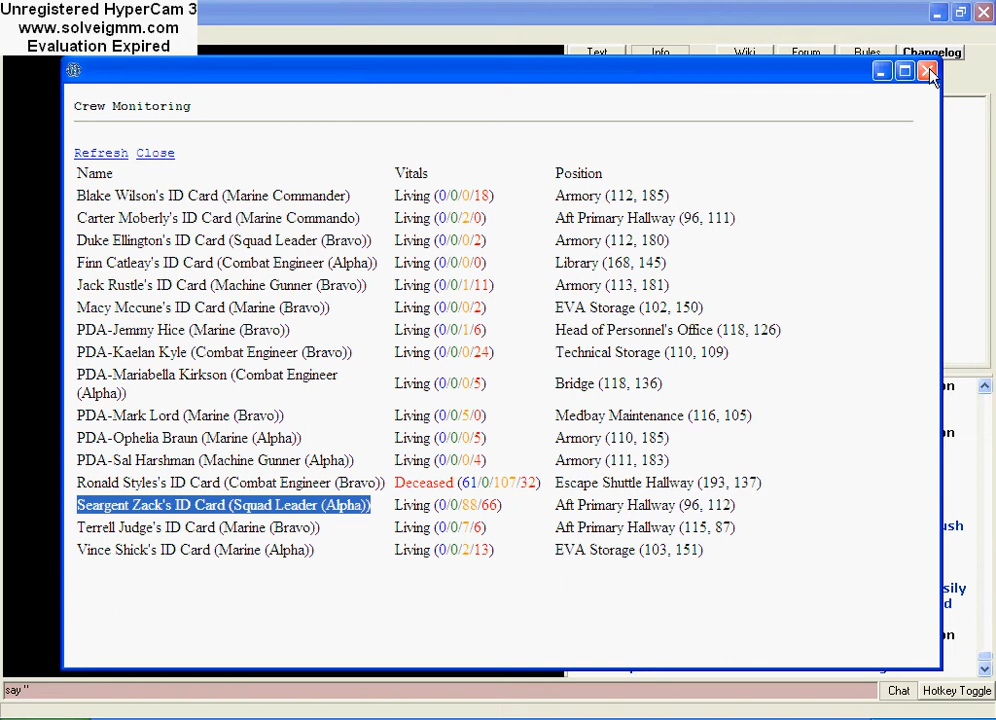 Unregistered HyperCam 3
www.solveigmm.com
Evaluation Expired
Text Info Wiki Forum Rules Changelog
Crew Monitoring
Refresh Close
Name Vitals Position
Blake Wilson's ID Card (Marine Commander) Living (0/0/0/18) Armory (112, 185)
Carter Moberly's ID Card (Marine Commando) Living (0/0/2/0) Aft Primary Hallway (96, 111)
Duke Ellington's ID Card (Squad Leader (Bravo)) Living (0/0/0/2) Armory (112, 180)
Finn Catleay's ID Card (Combat Engineer (Alpha)) Living (0/0/0/0) Library (168, 145)
Jack Rustle's ID Card (Machine Gunner (Bravo)) Living (0/0/1/11) Armory (113, 181)
Macy Mccune's ID Card (Marine (Bravo)) Living (0/0/0/2) EVA Storage (102, 150)
PDA-Jemmy Hice (Marine (Bravo)) Living (0/0/1/6) Head of Personnel's Office (118, 126)
PDA-Kaelan Kyle (Combat Engineer (Bravo)) Living (0/0/0/24) Technical Storage (110, 109)
PDA-Mariabella Kirkson (Combat Engineer
(Alpha)) Living (0/0/0/5) Bridge (118, 136)
PDA-Mark Lord (Marine (Bravo)) Living (0/0/5/0) Medbay Maintenance (116, 105)
PDA-Ophelia Braun (Marine (Alpha)) Living (0/0/0/5) Armory (110, 185)
PDA-Sal Harshman (Machine Gunner (Alpha)) Living (0/0/0/4) Armory (111, 183)
Ronald Styles's ID Card (Combat Engineer (Bravo)) Deceased (61/0/107/32) Escape Shuttle Hallway (193, 137)
Seargent Zack's ID Card (Squad Leader (Alpha)) Living (0/0/88/66) Aft Primary Hallway (96, 112)
Terrell Judge's ID Card (Marine (Bravo)) Living (0/0/7/6) Aft Primary Hallway (115, 87)
Vince Shick's ID Card (Marine (Alpha)) Living (0/0/2/13) EVA Storage (103, 151)
say "
Chat Hotkey Toggle